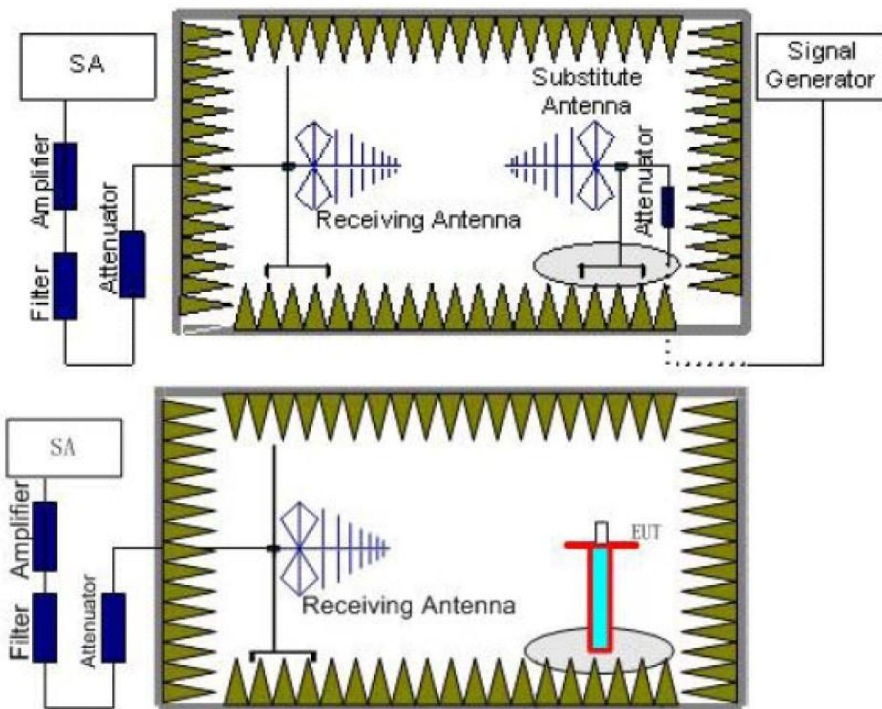 SA
Signal
Generator
Substitute
Antenna
Amplifier
Filter
Attenuator
Receiving Antenna
Attenuator
SA
Amplifier
Filter
Attenuator
Receiving Antenna
EUT